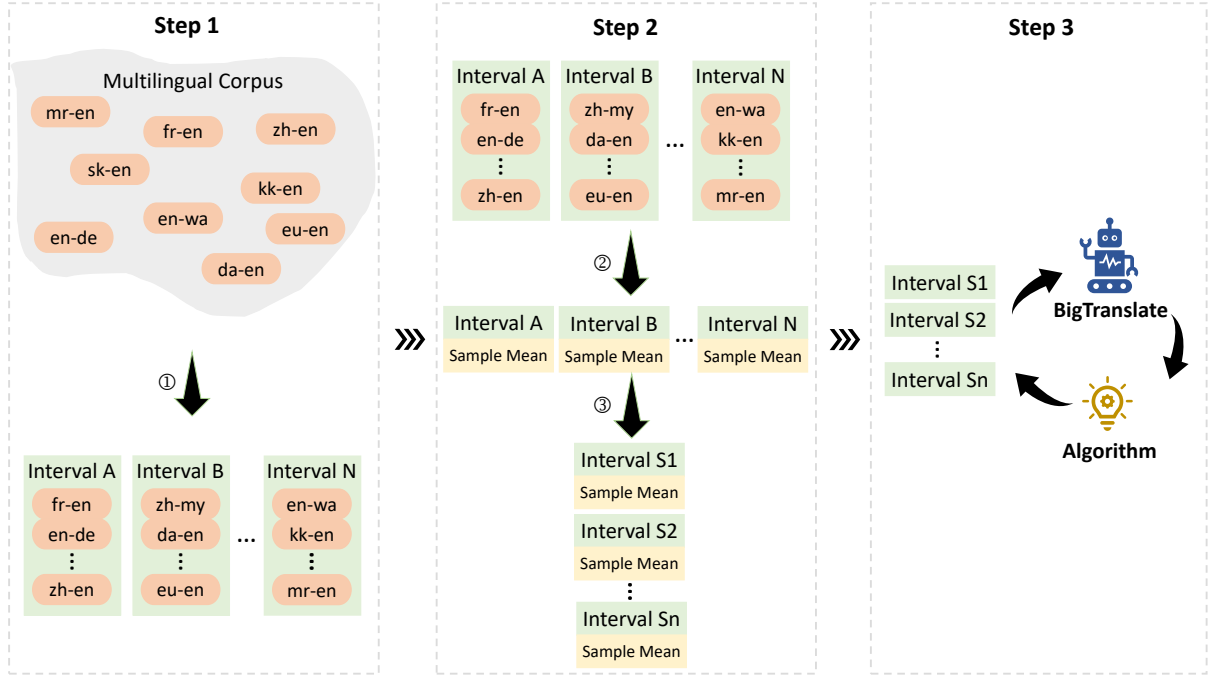 Step 1
Multilingual Corpus
mr-en
fr-en
zh-en
sk-en
kk-en
en-wa
eu-en
en-de
da-en
①
Interval A
fr-en
en-de
⋮
zh-en
Interval B
zh-my
da-en
⋮
eu-en
...
Interval N
en-wa
kk-en
⋮
mr-en
Step 2
Interval A
fr-en
en-de
⋮
zh-en
Interval B
zh-my
da-en
⋮
eu-en
...
Interval N
en-wa
kk-en
⋮
mr-en
②
Interval A
Sample Mean
Interval B
Sample Mean
...
Interval N
Sample Mean
③
Interval S1
Sample Mean
Interval S2
Sample Mean
⋮
Interval Sn
Sample Mean
Step 3
Interval S1
Interval S2
⋮
Interval Sn
BigTranslate
Algorithm